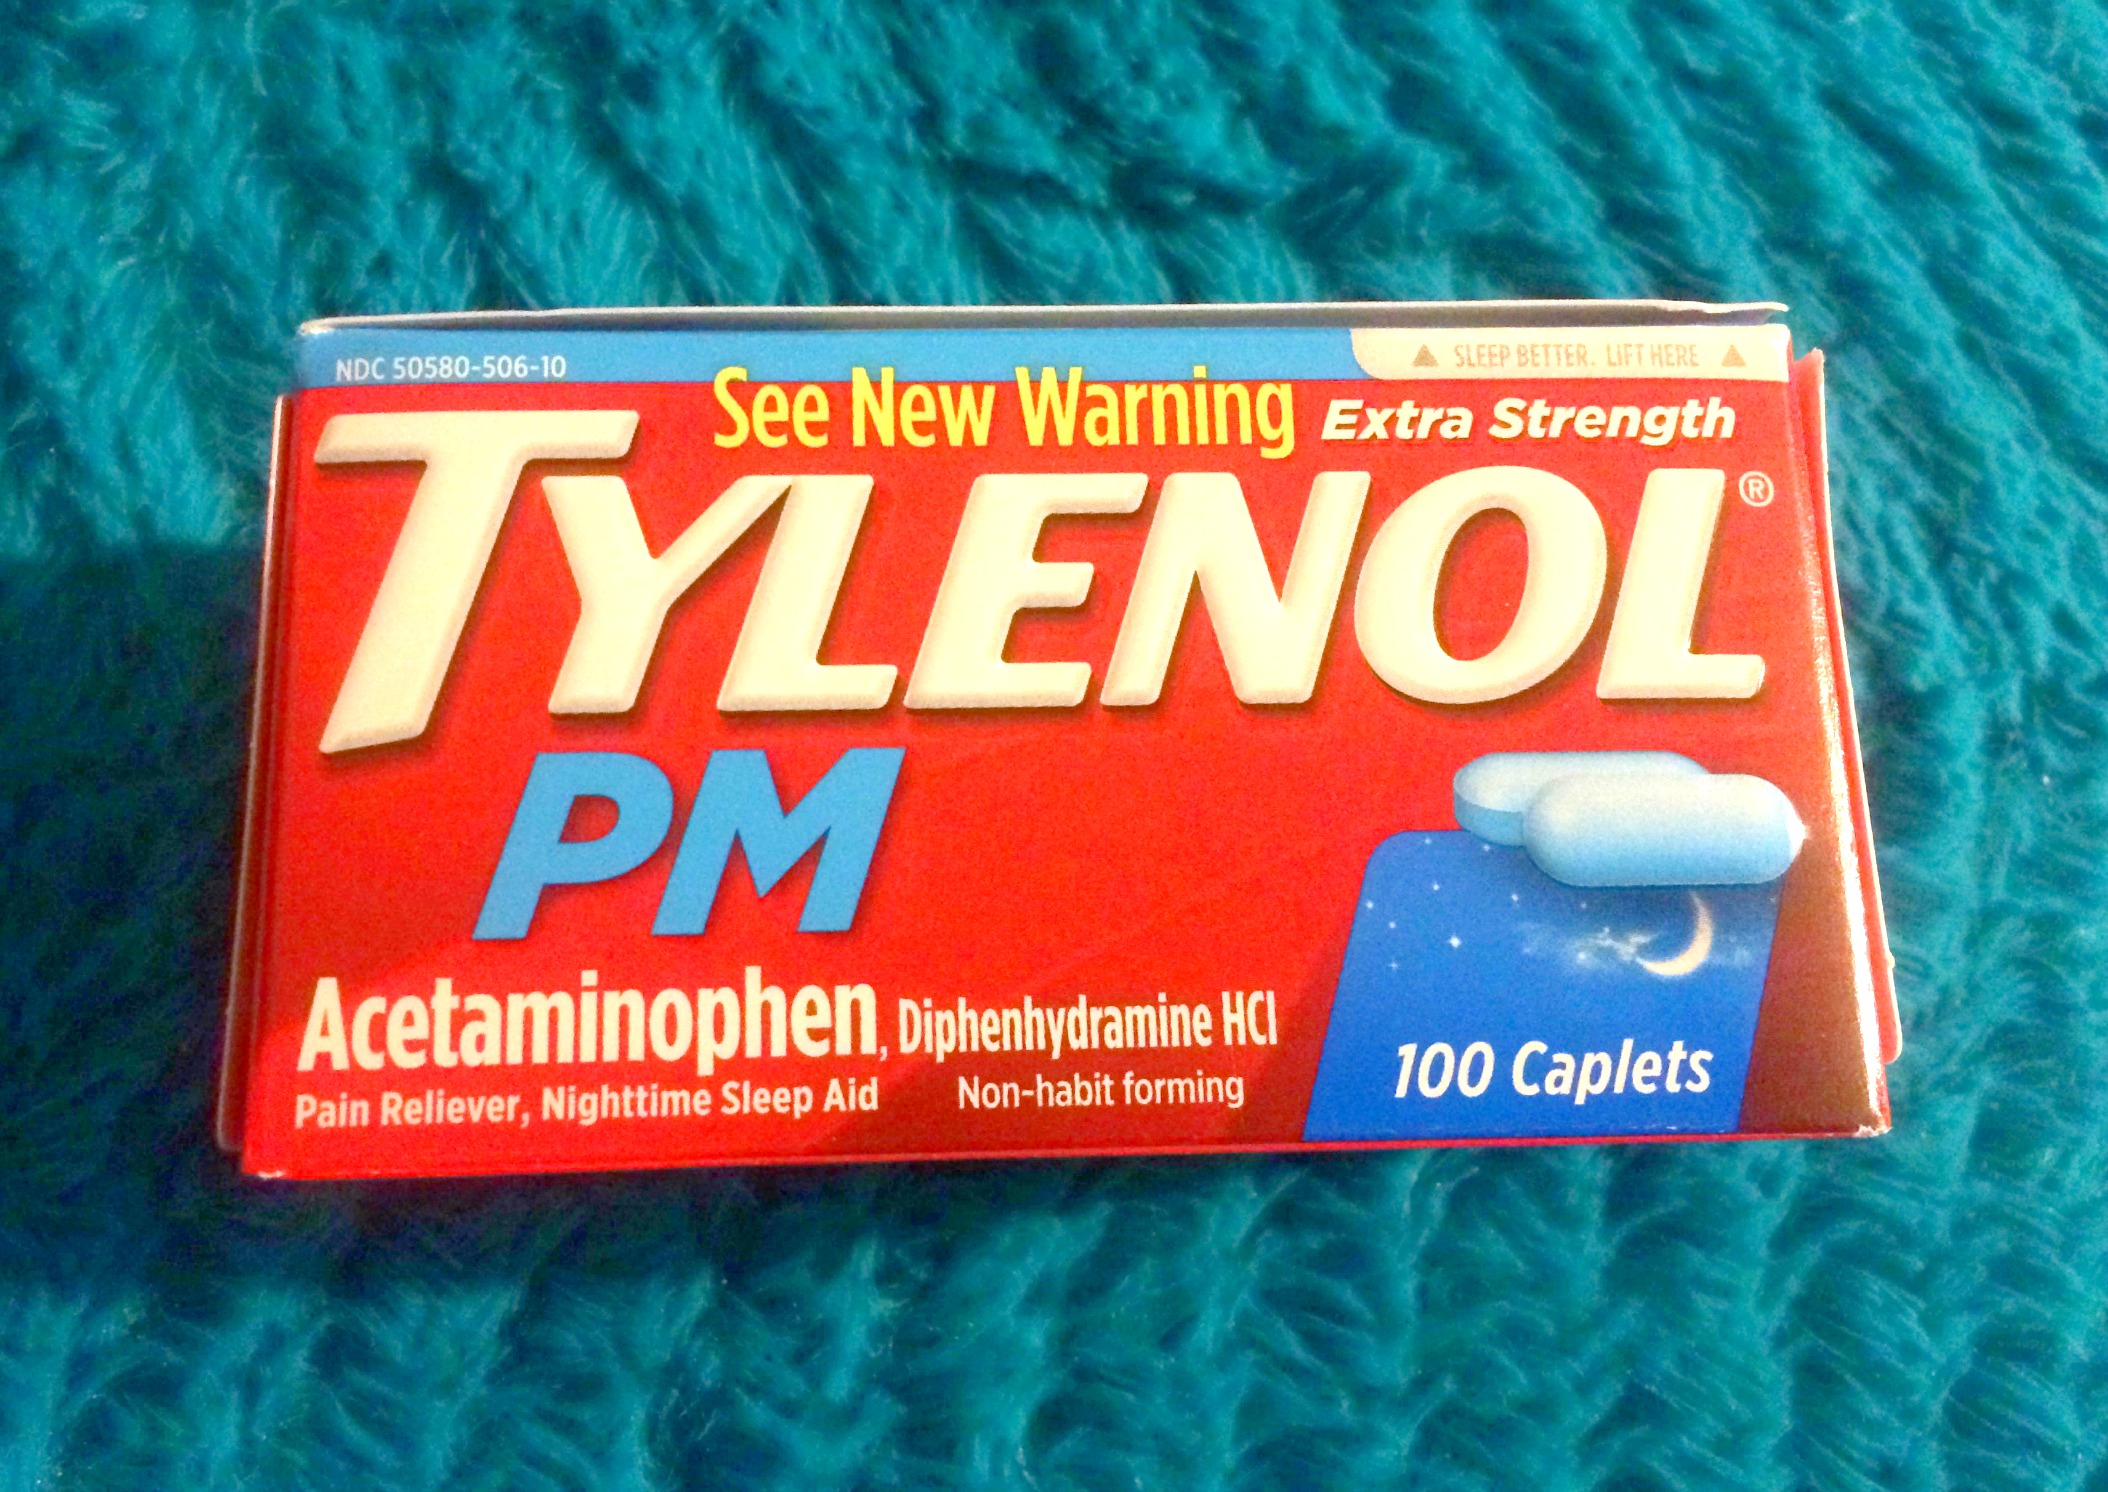 NDC 50580-506-10
▲ SLEEP BETTER. LIFT HERE ▲
See New Warning Extra Strength
TYLENOL®
PM
Acetaminophen, Diphenhydramine HCl
Pain Reliever, Nighttime Sleep Aid Non-habit forming
100 Caplets